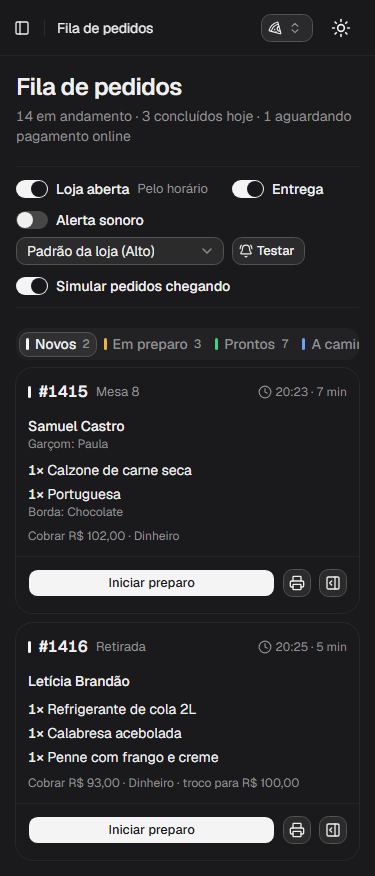 Fila de pedidos
Fila de pedidos
14 em andamento · 3 concluídos hoje · 1 aguardando
pagamento online
Loja aberta Pelo horário Entrega
Alerta sonoro
Padrão da loja (Alto) Testar
Simular pedidos chegando
Novos 2 Em preparo 3 Prontos 7 A camin
#1415 Mesa 8 20:23 · 7 min
Samuel Castro
Garçom: Paula
1× Calzone de carne seca
1× Portuguesa
Borda: Chocolate
Cobrar R$ 102,00 · Dinheiro
Iniciar preparo
#1416 Retirada 20:25 · 5 min
Letícia Brandão
1× Refrigerante de cola 2L
1× Calabresa acebolada
1× Penne com frango e creme
Cobrar R$ 93,00 · Dinheiro · troco para R$ 100,00
Iniciar preparo